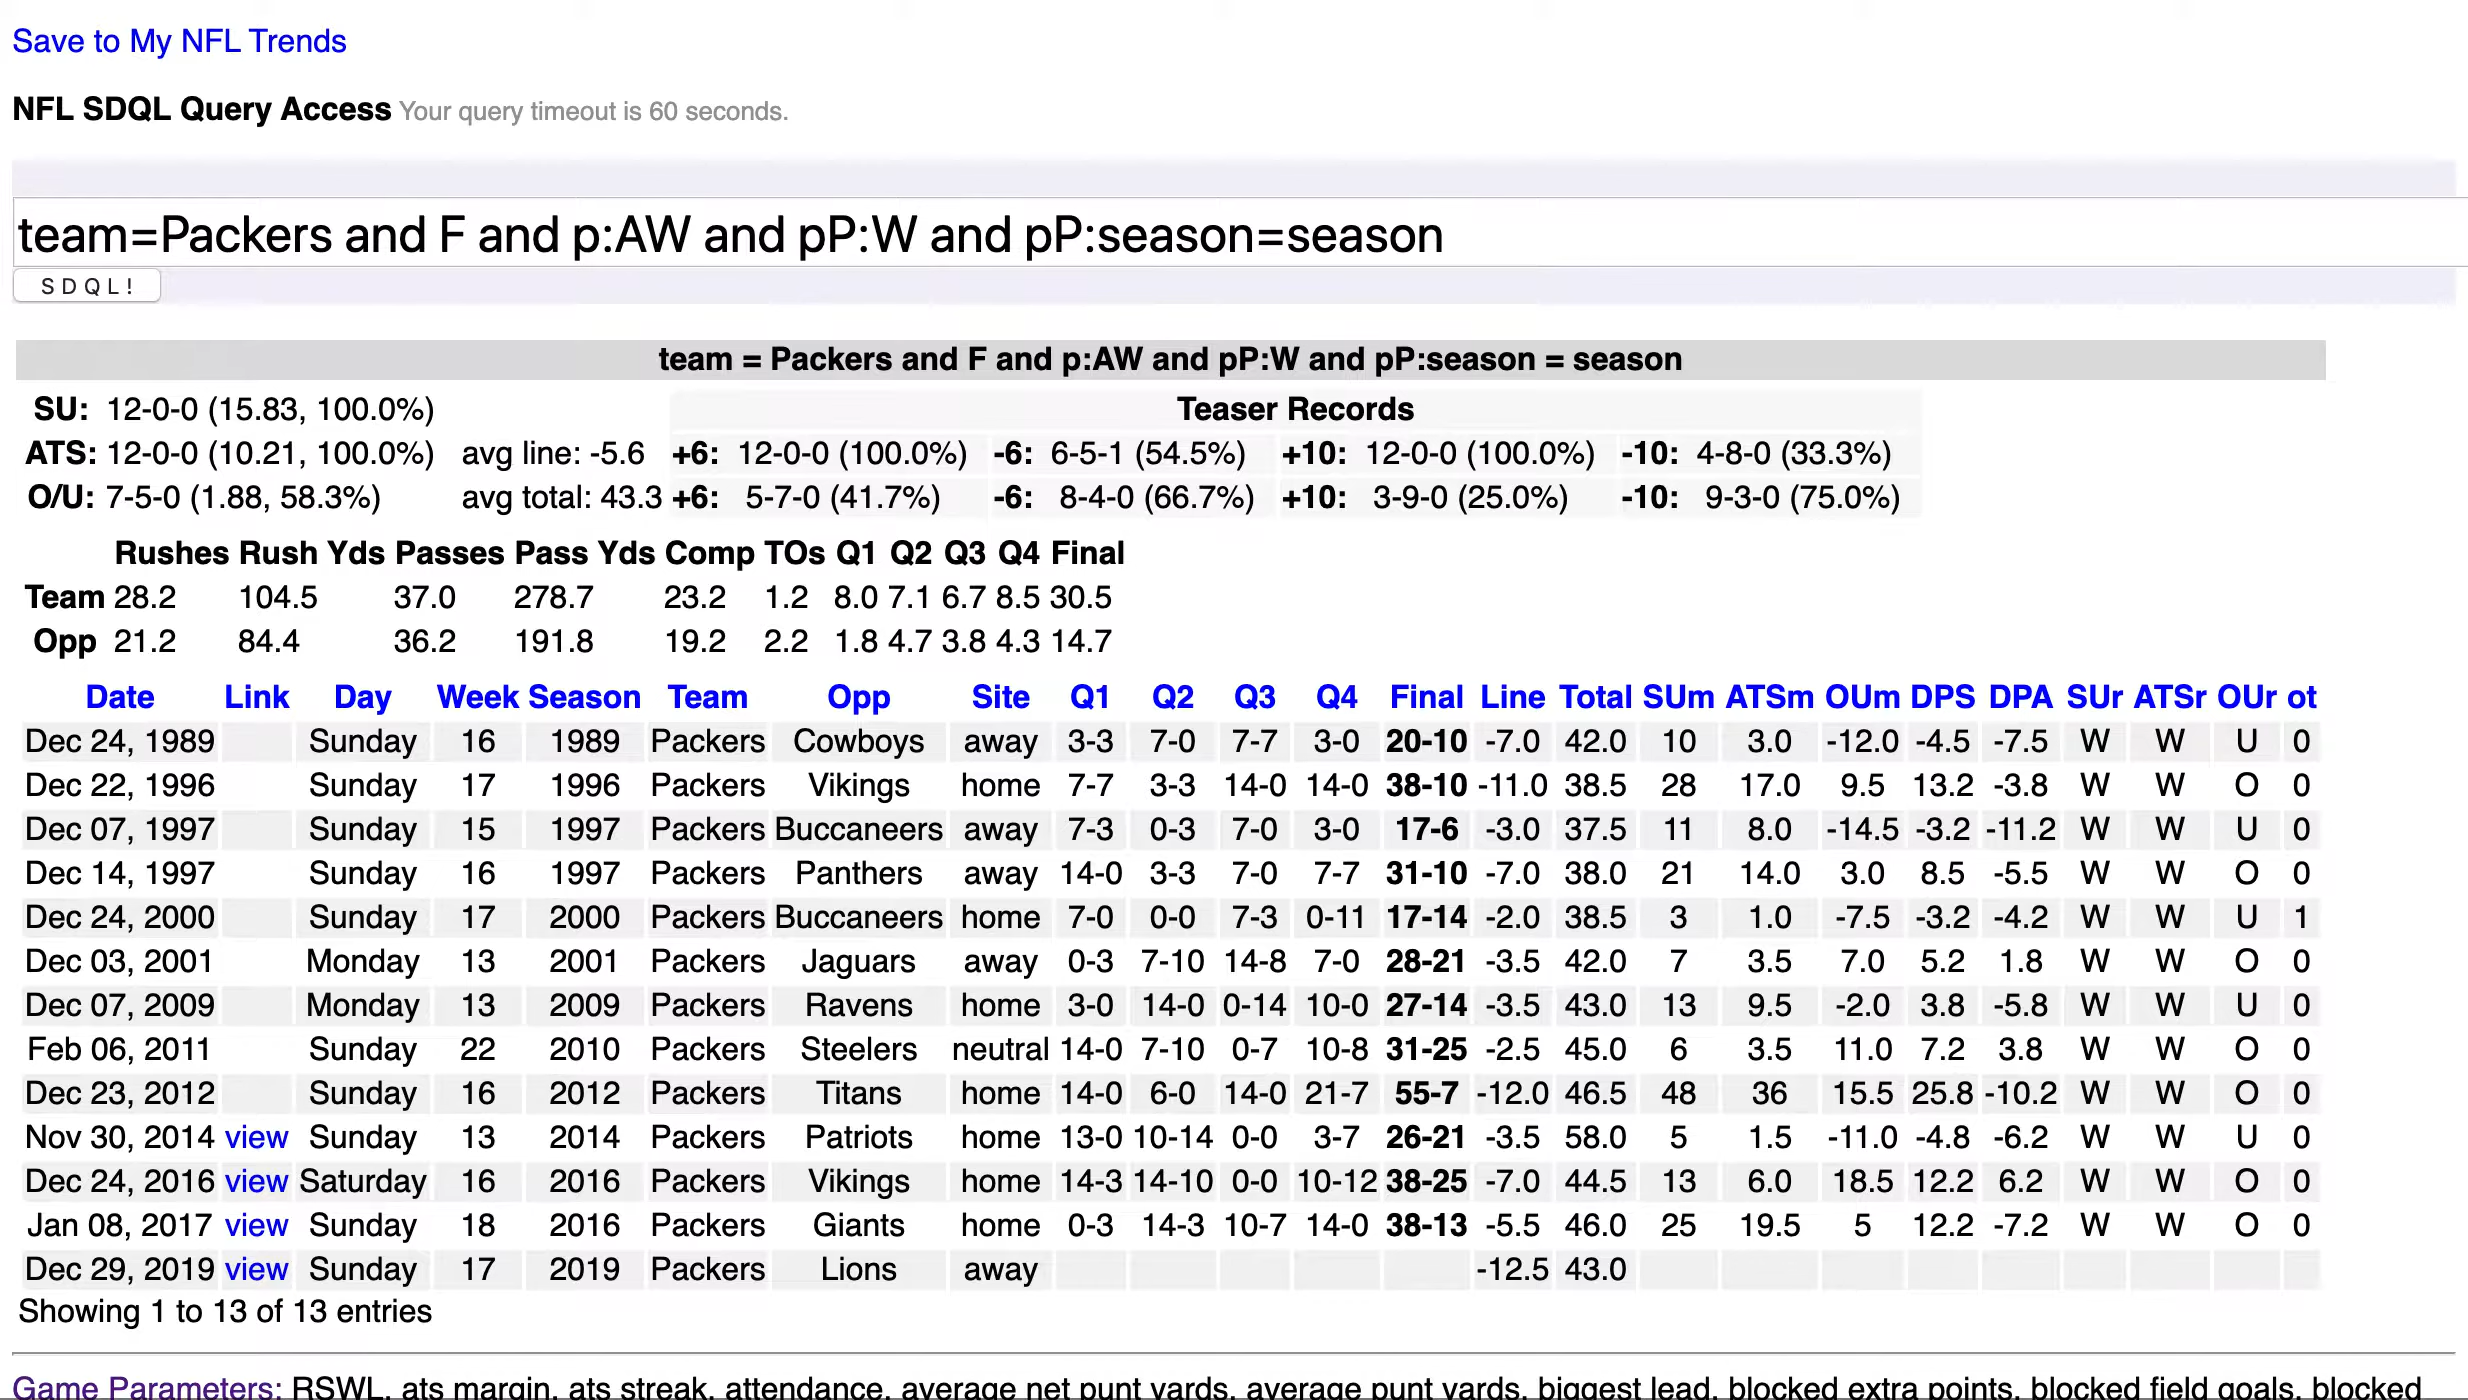 Save to My NFL Trends
NFL SDQL Query Access Your query timeout is 60 seconds.
team=Packers and F and p:AW and pP:W and pP:season=season
S D Q L !
team = Packers and F and p:AW and pP:W and pP:season = season
SU: 12-0-0 (15.83, 100.0%) Teaser Records
ATS: 12-0-0 (10.21, 100.0%) avg line: -5.6 +6: 12-0-0 (100.0%) -6: 6-5-1 (54.5%) +10: 12-0-0 (100.0%) -10: 4-8-0 (33.3%)
O/U: 7-5-0 (1.88, 58.3%) avg total: 43.3 +6: 5-7-0 (41.7%) -6: 8-4-0 (66.7%) +10: 3-9-0 (25.0%) -10: 9-3-0 (75.0%)
Rushes Rush Yds Passes Pass Yds Comp TOs Q1 Q2 Q3 Q4 Final
Team 28.2 104.5 37.0 278.7 23.2 1.2 8.0 7.1 6.7 8.5 30.5
Opp 21.2 84.4 36.2 191.8 19.2 2.2 1.8 4.7 3.8 4.3 14.7
Date Link Day Week Season Team Opp Site Q1 Q2 Q3 Q4 Final Line Total SUm ATSm OUm DPS DPA SUr ATSr OUr ot
Dec 24, 1989 Sunday 16 1989 Packers Cowboys away 3-3 7-0 7-7 3-0 20-10 -7.0 42.0 10 3.0 -12.0 -4.5 -7.5 W W U 0
Dec 22, 1996 Sunday 17 1996 Packers Vikings home 7-7 3-3 14-0 14-0 38-10 -11.0 38.5 28 17.0 9.5 13.2 -3.8 W W O 0
Dec 07, 1997 Sunday 15 1997 Packers Buccaneers away 7-3 0-3 7-0 3-0 17-6 -3.0 37.5 11 8.0 -14.5 -3.2 -11.2 W W U 0
Dec 14, 1997 Sunday 16 1997 Packers Panthers away 14-0 3-3 7-0 7-7 31-10 -7.0 38.0 21 14.0 3.0 8.5 -5.5 W W O 0
Dec 24, 2000 Sunday 17 2000 Packers Buccaneers home 7-0 0-0 7-3 0-11 17-14 -2.0 38.5 3 1.0 -7.5 -3.2 -4.2 W W U 1
Dec 03, 2001 Monday 13 2001 Packers Jaguars away 0-3 7-10 14-8 7-0 28-21 -3.5 42.0 7 3.5 7.0 5.2 1.8 W W O 0
Dec 07, 2009 Monday 13 2009 Packers Ravens home 3-0 14-0 0-14 10-0 27-14 -3.5 43.0 13 9.5 -2.0 3.8 -5.8 W W U 0
Feb 06, 2011 Sunday 22 2010 Packers Steelers neutral 14-0 7-10 0-7 10-8 31-25 -2.5 45.0 6 3.5 11.0 7.2 3.8 W W O 0
Dec 23, 2012 Sunday 16 2012 Packers Titans home 14-0 6-0 14-0 21-7 55-7 -12.0 46.5 48 36 15.5 25.8 -10.2 W W O 0
Nov 30, 2014 view Sunday 13 2014 Packers Patriots home 13-0 10-14 0-0 3-7 26-21 -3.5 58.0 5 1.5 -11.0 -4.8 -6.2 W W U 0
Dec 24, 2016 view Saturday 16 2016 Packers Vikings home 14-3 14-10 0-0 10-12 38-25 -7.0 44.5 13 6.0 18.5 12.2 6.2 W W O 0
Jan 08, 2017 view Sunday 18 2016 Packers Giants home 0-3 14-3 10-7 14-0 38-13 -5.5 46.0 25 19.5 5 12.2 -7.2 W W O 0
Dec 29, 2019 view Sunday 17 2019 Packers Lions away -12.5 43.0
Showing 1 to 13 of 13 entries
Game Parameters: RSWL, ats margin, ats streak, attendance, average net punt yards, average punt yards, biggest lead, blocked extra points, blocked field goals, blocked